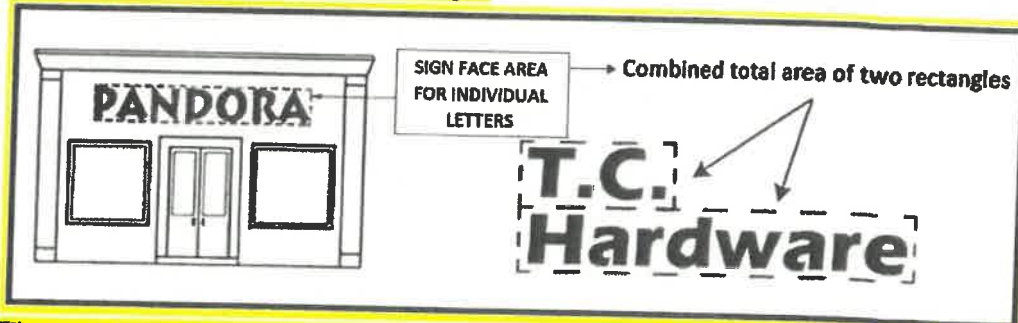 PANDORA
SIGN FACE AREA
FOR INDIVIDUAL
LETTERS
Combined total area of two rectangles
T.C.
Hardware